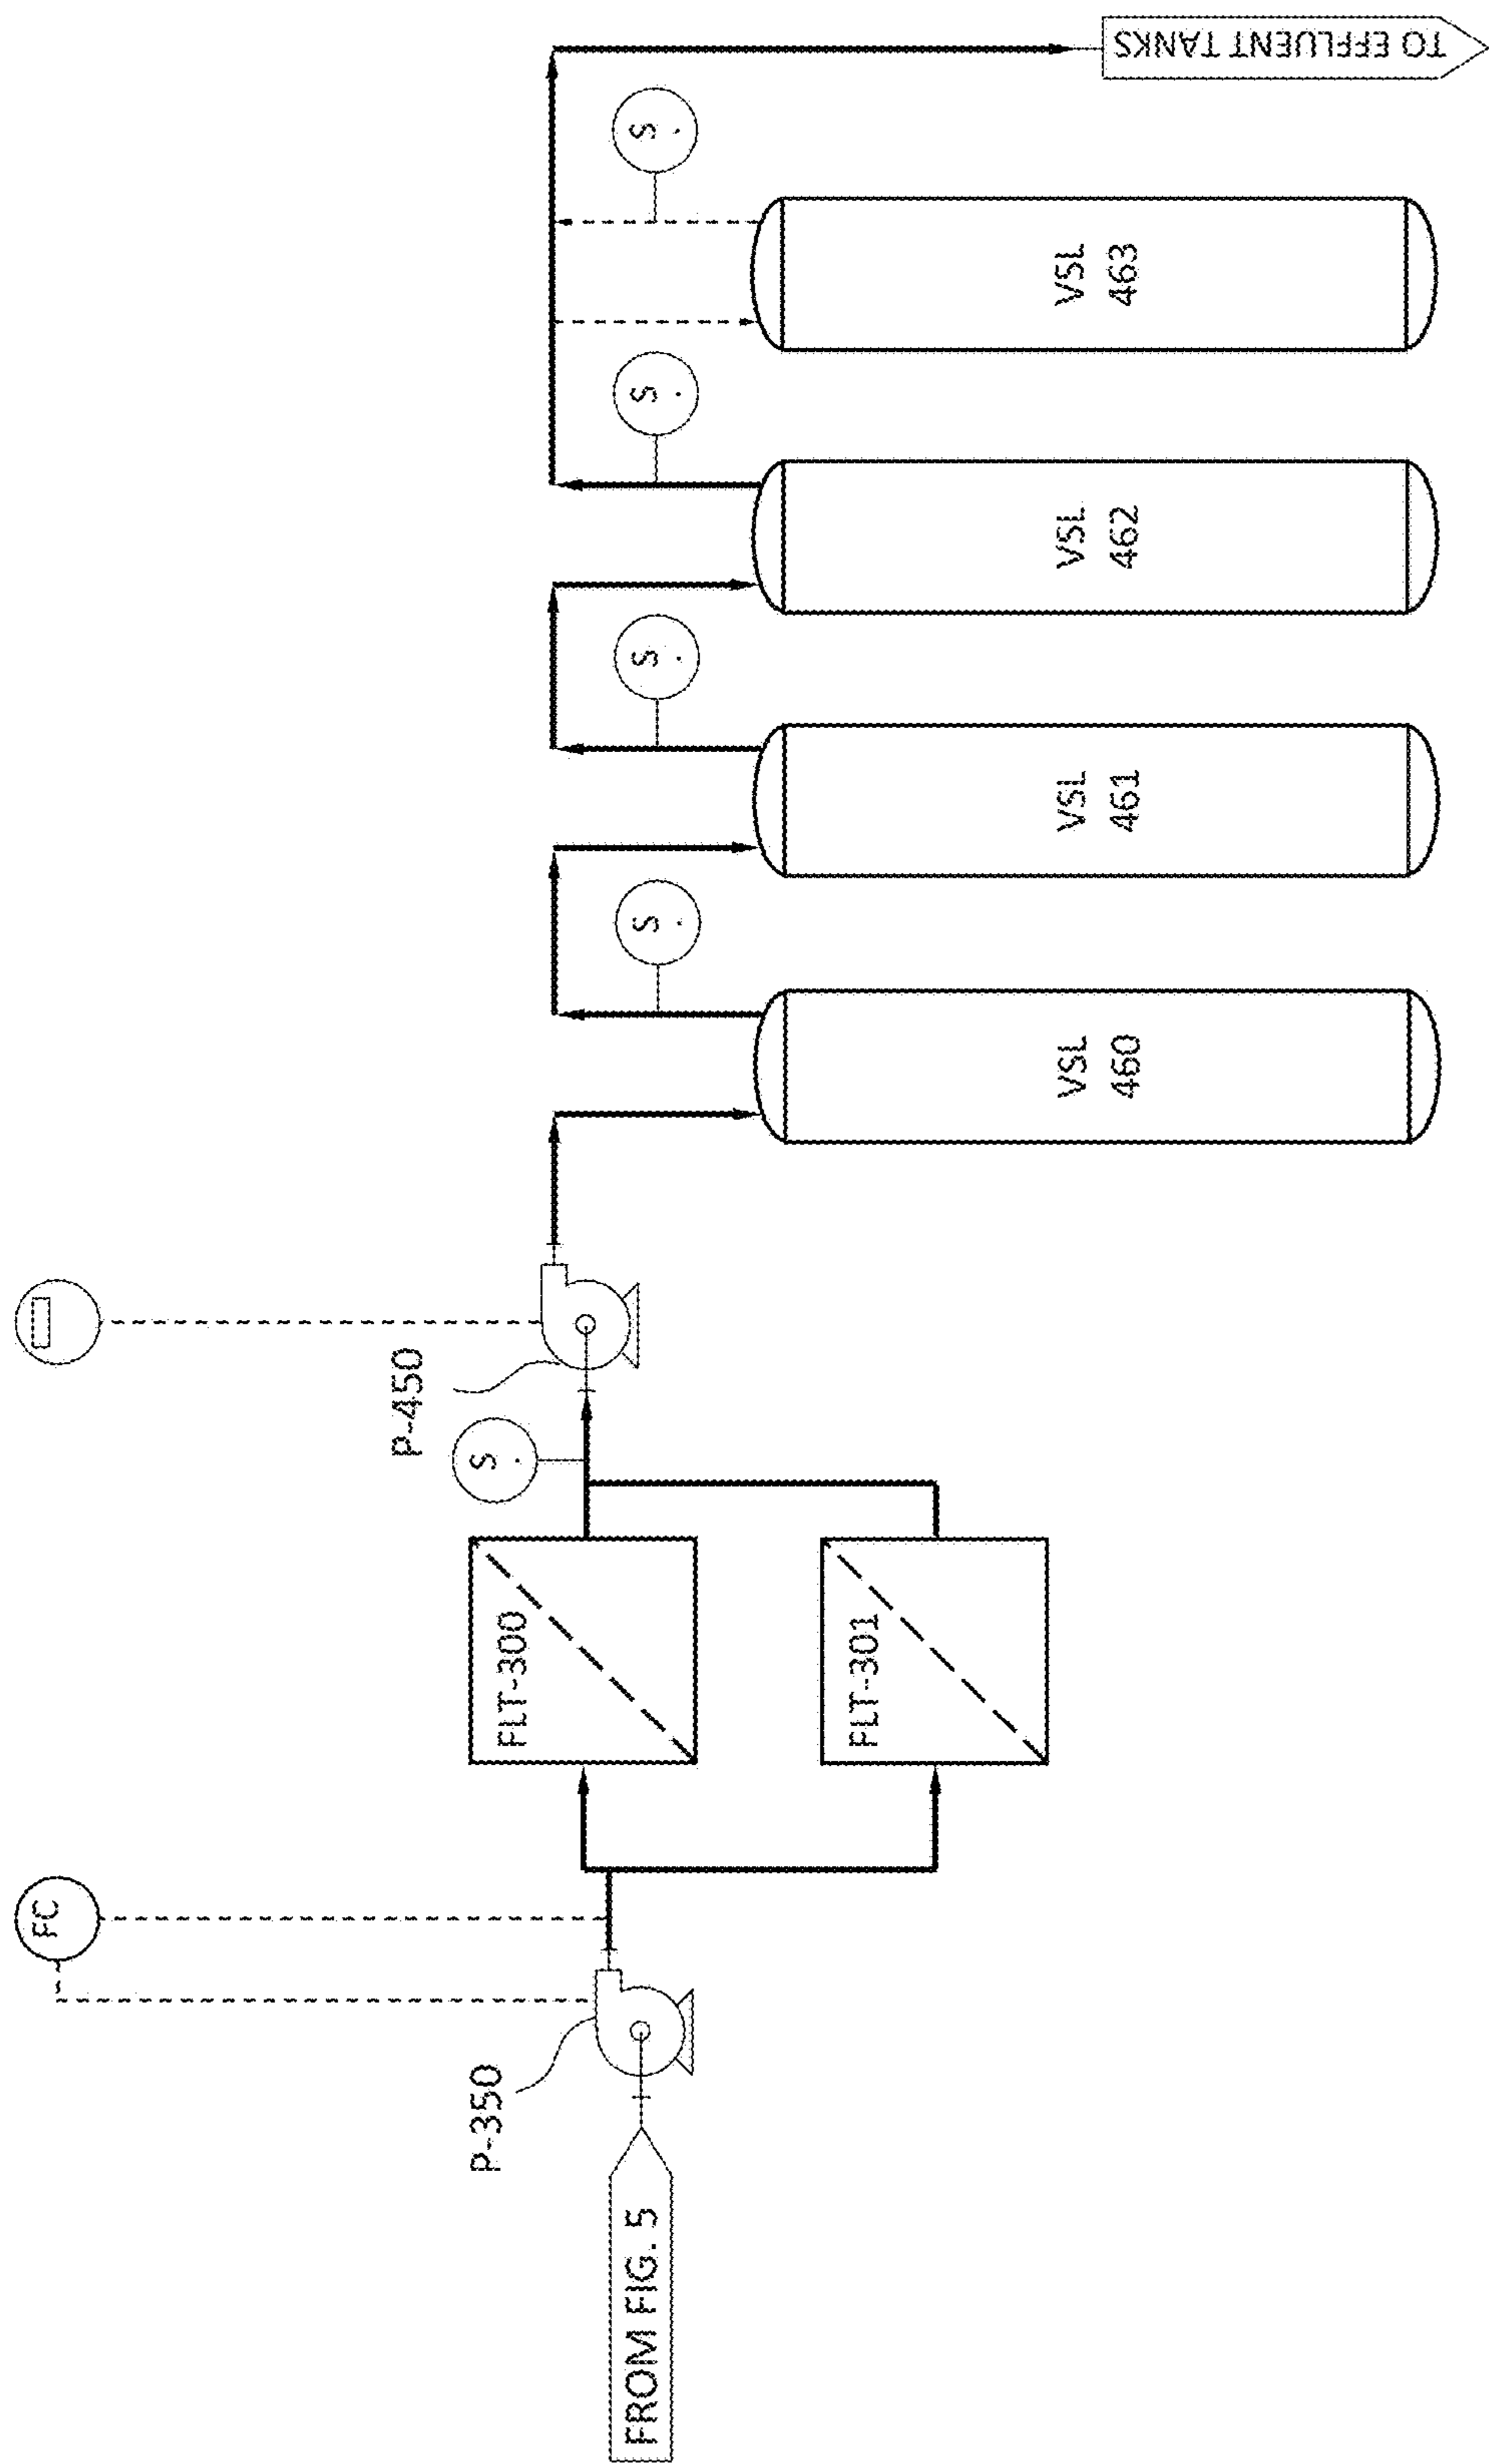 FROM FIG. 5
P-350
FC
FLT-300
FLT-301
S
P-450
VSL
460
S
VSL
461
S
VSL
462
S
VSL
463
S
TO EFFLUENT TANKS